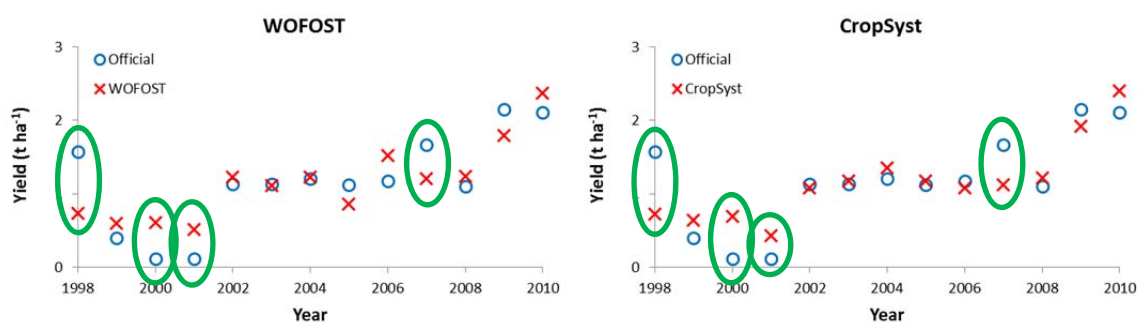 WOFOST
3
2
0
Yield (t ha⁻¹)
Official
WOFOST
1998 2000 2002 2004 2006 2008 2010
Year
CropSyst
3
2
0
Yield (t ha⁻¹)
Official
CropSyst
1998 2000 2002 2004 2006 2008 2010
Year